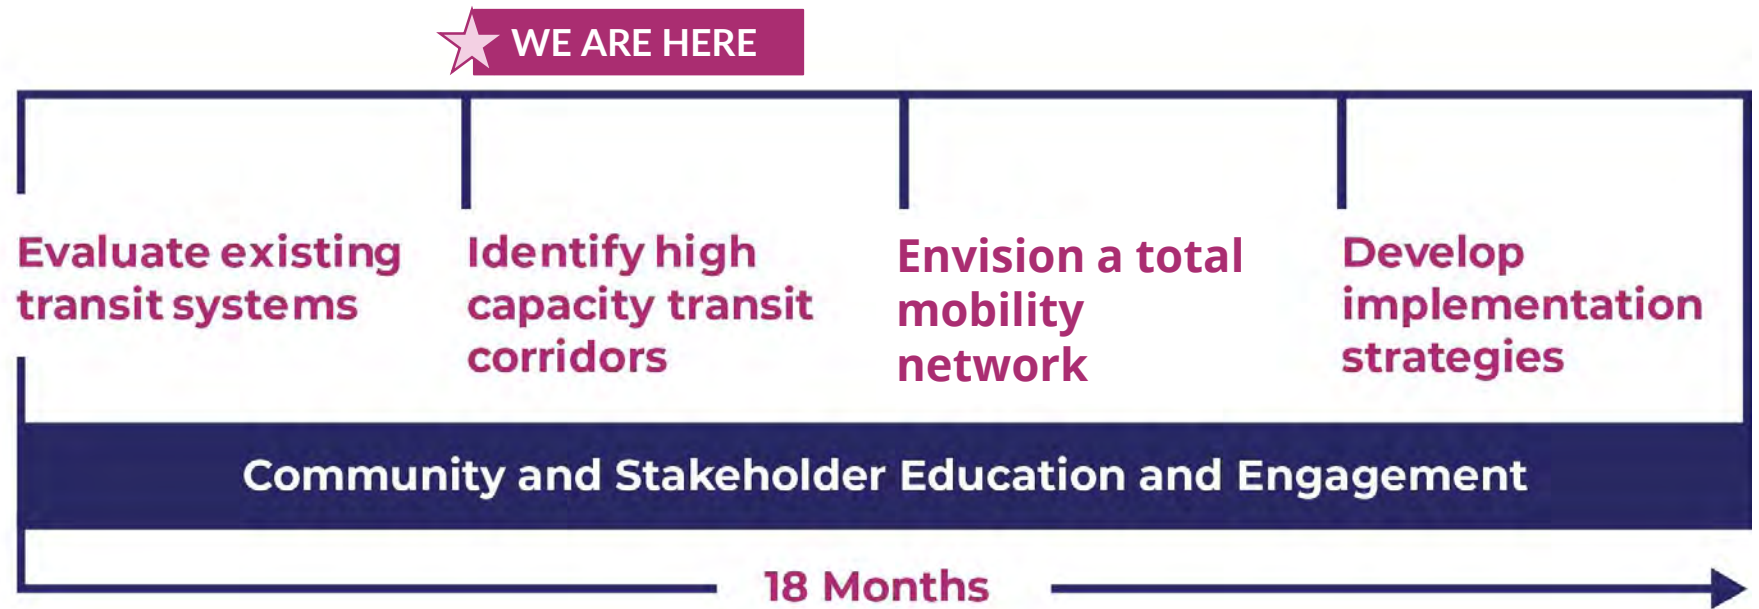 WE ARE HERE
Evaluate existing
transit systems
Identify high
capacity transit
corridors
Envision a total
mobility
network
Develop
implementation
strategies
Community and Stakeholder Education and Engagement
18 Months